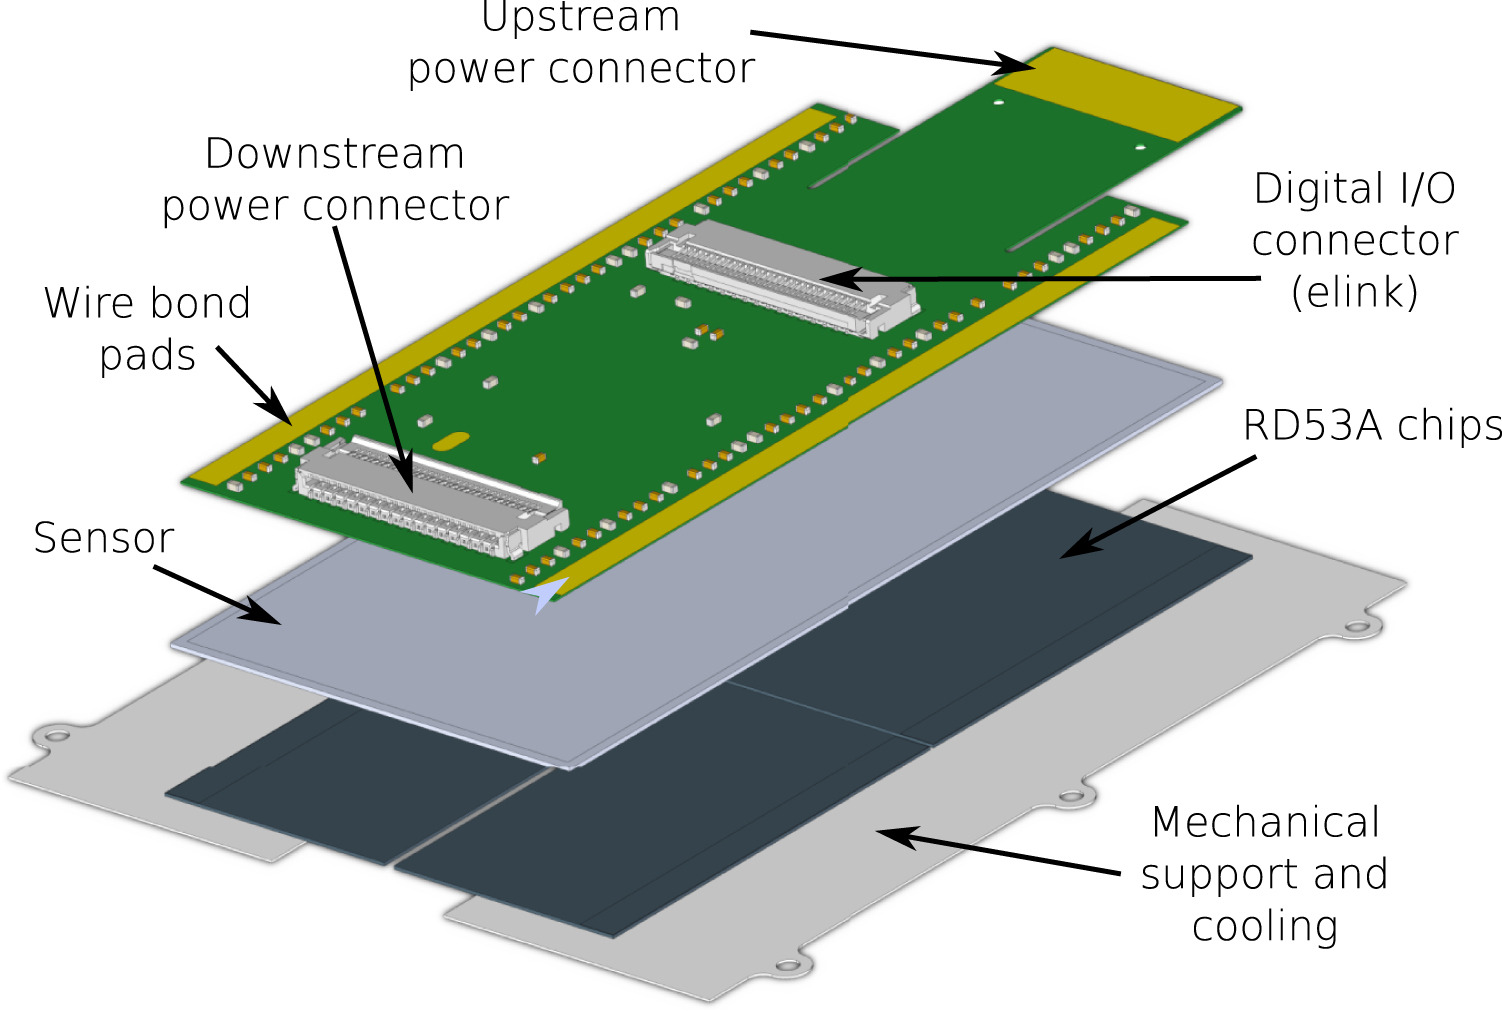 Upstream
power connector
Downstream
power connector
Digital I/O
connector
(elink)
Wire bond
pads
RD53A chips
Sensor
Mechanical
support and
cooling